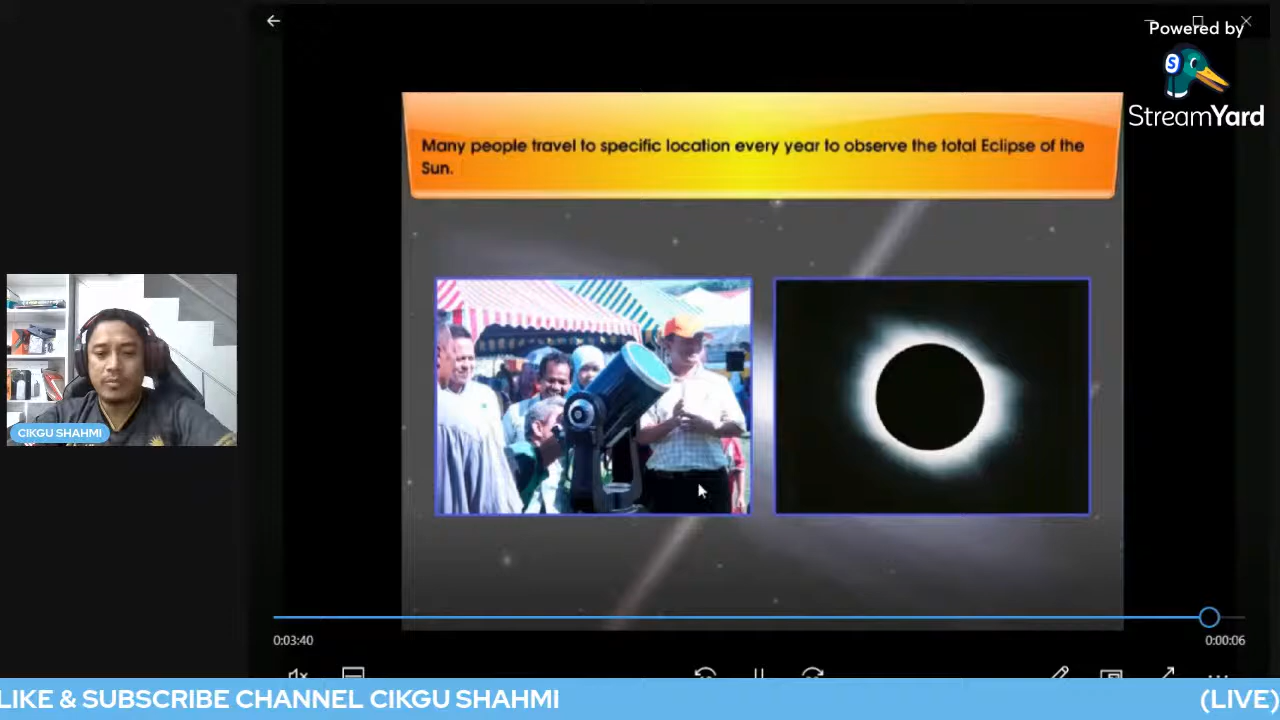 Powered by
S
StreamYard
Many people travel to specific location every year to observe the total Eclipse of the
Sun.
CIKGU SHAHMI
0:03:40
0:00:06
LIKE & SUBSCRIBE CHANNEL CIKGU SHAHMI
(LIVE)